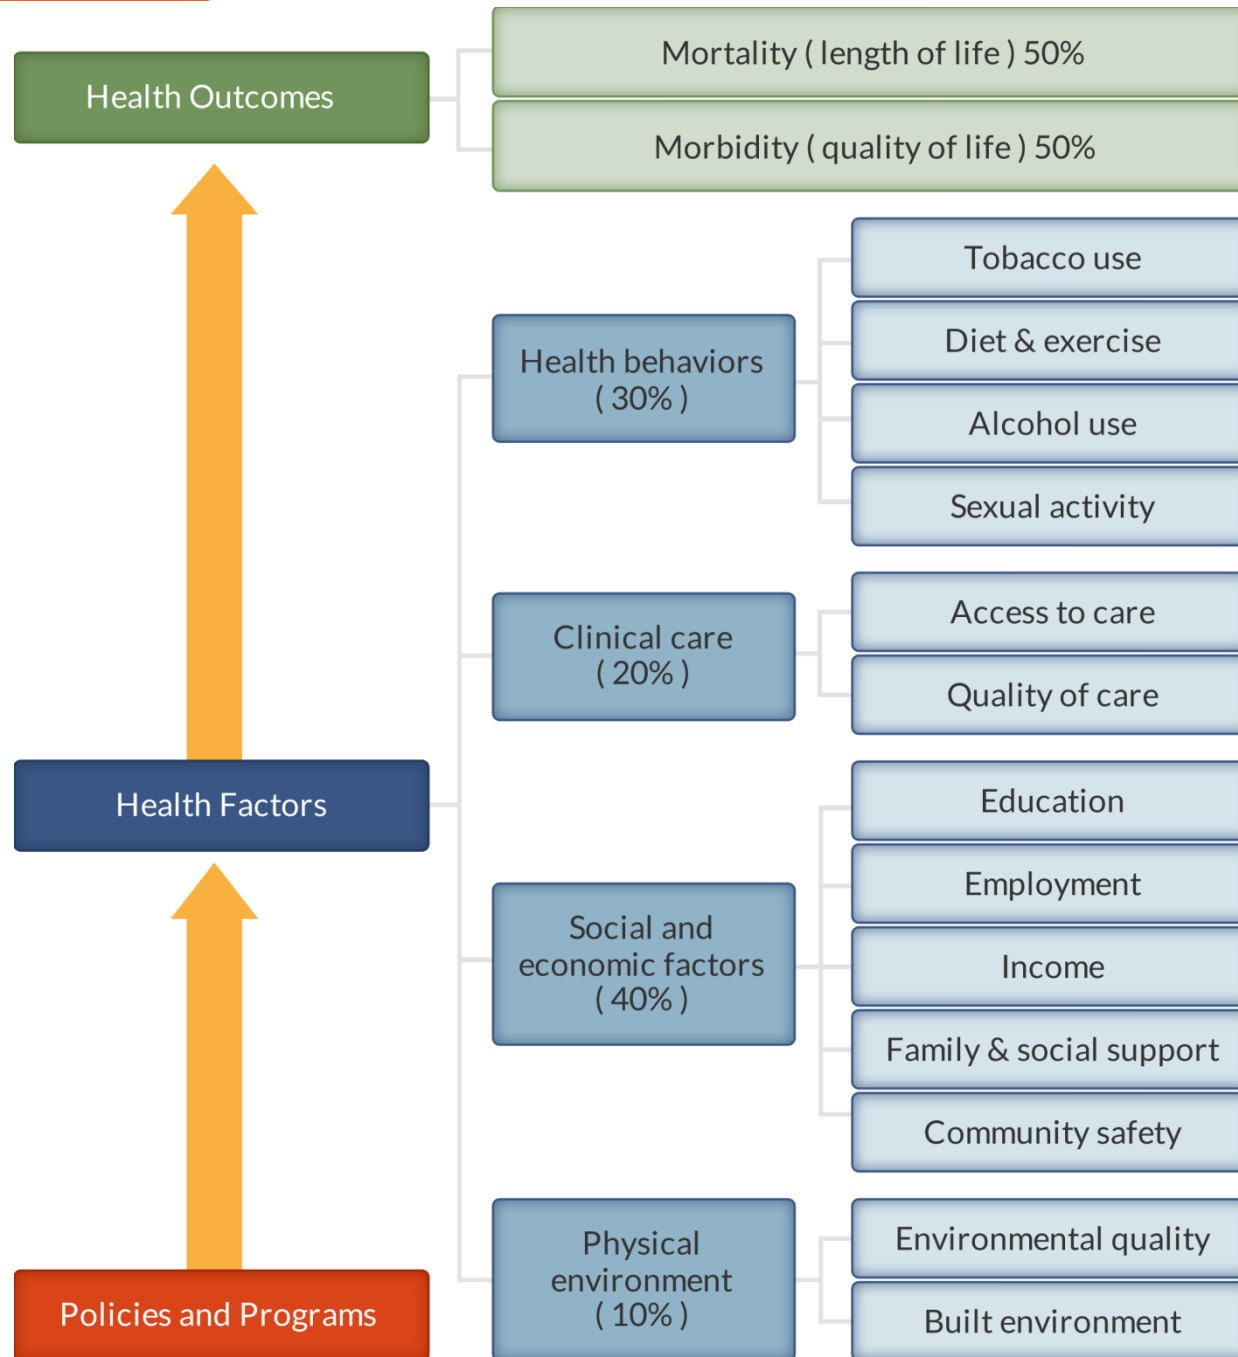 Health Outcomes
Mortality ( length of life ) 50%
Morbidity ( quality of life ) 50%
Health Factors
Health behaviors
( 30% )
Tobacco use
Diet & exercise
Alcohol use
Sexual activity
Clinical care
( 20% )
Access to care
Quality of care
Social and
economic factors
( 40% )
Education
Employment
Income
Family & social support
Community safety
Physical
environment
( 10% )
Environmental quality
Built environment
Policies and Programs